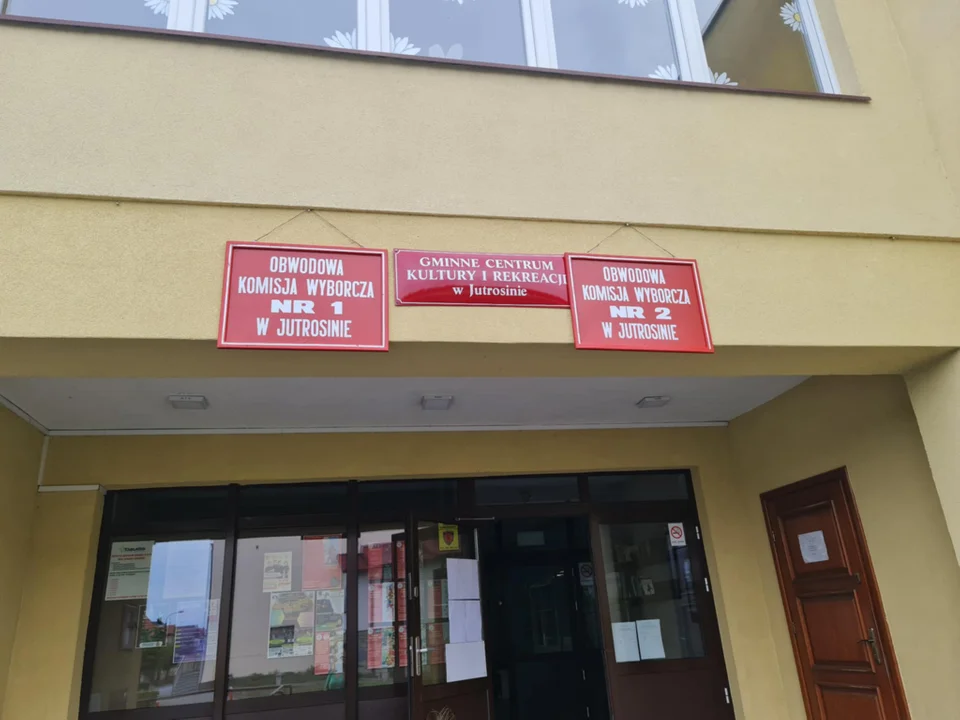 OBWODOWA
KOMISJA WYBORCZA
NR 1
W JUTROSINIE
GMINNE CENTRUM
KULTURY I REKREACJI
w Jutrosinie
OBWODOWA
KOMISJA WYBORCZA
NR 2
W JUTROSINIE